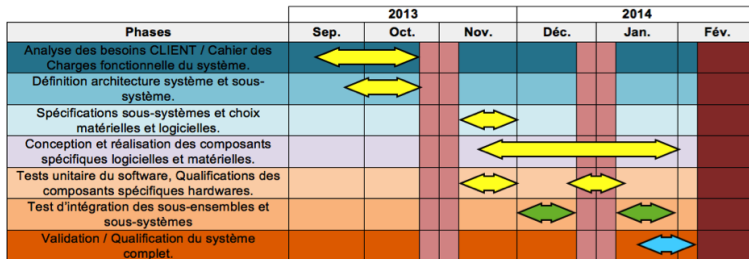 2013 2014
Phases Sep. Oct. Nov. Déc. Jan. Fév.
Analyse des besoins CLIENT / Cahier des
Charges fonctionnelle du système.
Définition architecture système et sous-
système.
Spécifications sous-systèmes et choix
matérielles et logicielles.
Conception et réalisation des composants
spécifiques logicielles et matérielles.
Tests unitaire du software, Qualifications des
composants spécifiques hardwares.
Test d'intégration des sous-ensembles et
sous-systèmes
Validation / Qualification du système
complet.